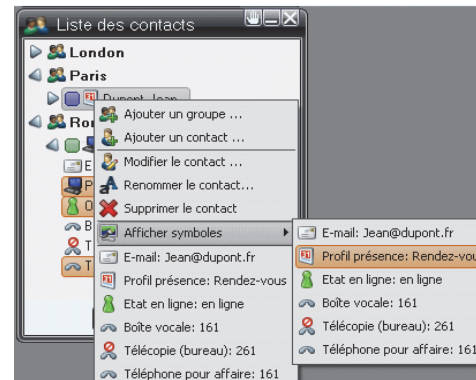 Liste des contacts
London
Paris
Dupont, Jean
Ro
E
P
O
B
T
T
Ajouter un groupe ...
Ajouter un contact ...
Modifier le contact ...
Renommer le contact...
Supprimer le contact
Afficher symboles
E-mail: Jean@dupont.fr
Profil présence: Rendez-vous
Etat en ligne: en ligne
Boîte vocale: 161
Télécopie (bureau): 261
Téléphone pour affaire: 161
E-mail: Jean@dupont.fr
Profil présence: Rendez-vou
Etat en ligne: en ligne
Boîte vocale: 161
Télécopie (bureau): 261
Téléphone pour affaire: 161